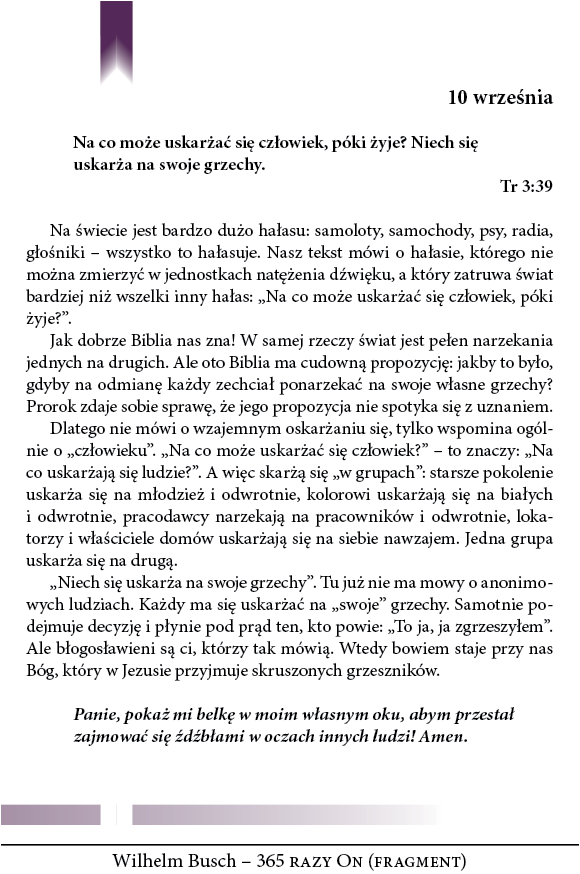 10 września
Na co może uskarżać się człowiek, póki żyje? Niech się
uskarża na swoje grzechy.
Tr 3:39
Na świecie jest bardzo dużo hałasu: samoloty, samochody, psy, radia,
głośniki – wszystko to hałasuje. Nasz tekst mówi o hałasie, którego nie
można zmierzyć w jednostkach natężenia dźwięku, a który zatruwa świat
bardziej niż wszelki inny hałas: „Na co może uskarżać się człowiek, póki
żyje?”.
Jak dobrze Biblia nas zna! W samej rzeczy świat jest pełen narzekania
jednych na drugich. Ale oto Biblia ma cudowną propozycję: jakby to było,
gdyby na odmianę każdy zechciał ponarzekać na swoje własne grzechy?
Prorok zdaje sobie sprawę, że jego propozycja nie spotyka się z uznaniem.
Dlatego nie mówi o wzajemnym oskarżaniu się, tylko wspomina ogól-
nie o „człowieku”. „Na co może uskarżać się człowiek?” – to znaczy: „Na
co uskarżają się ludzie?”. A więc skarżą się „w grupach”: starsze pokolenie
uskarża się na młodzież i odwrotnie, kolorowi uskarżają się na białych
i odwrotnie, pracodawcy narzekają na pracowników i odwrotnie, loka-
torzy i właściciele domów uskarżają się na siebie nawzajem. Jedna grupa
uskarża się na drugą.
„Niech się uskarża na swoje grzechy”. Tu już nie ma mowy o anonimo-
wych ludziach. Każdy ma się uskarżać na „swoje” grzechy. Samotnie po-
dejmuje decyzję i płynie pod prąd ten, kto powie: „To ja, ja zgrzeszyłem”.
Ale błogosławieni są ci, którzy tak mówią. Wtedy bowiem staje przy nas
Bóg, który w Jezusie przyjmuje skruszonych grzeszników.
Panie, pokaż mi belkę w moim własnym oku, abym przestał
zajmować się źdźbłami w oczach innych ludzi! Amen.
Wilhelm Busch – 365 razy On (fragment)